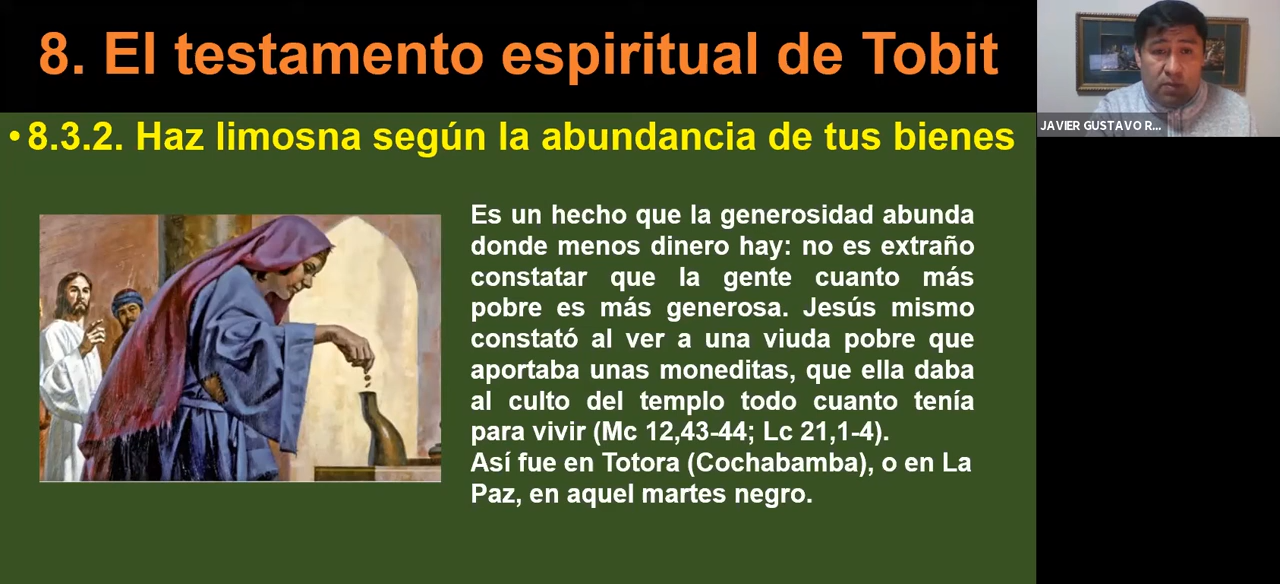 8. El testamento espiritual de Tobit
•8.3.2. Haz limosna según la abundancia de tus bienes
Es un hecho que la generosidad abunda
donde menos dinero hay: no es extraño
constatar que la gente cuanto más
pobre es más generosa. Jesús mismo
constató al ver a una viuda pobre que
aportaba unas moneditas, que ella daba
al culto del templo todo cuanto tenía
para vivir (Mc 12,43-44; Lc 21,1-4).
Así fue en Totora (Cochabamba), o en La
Paz, en aquel martes negro.
JAVIER GUSTAVO R...